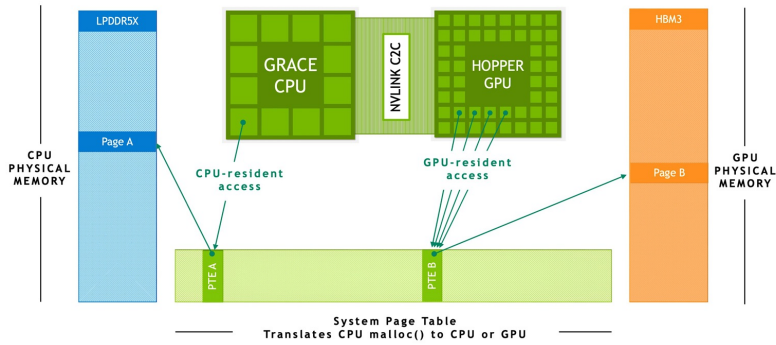 LPDDR5X
Page A
CPU
PHYSICAL
MEMORY
GRACE
CPU
NVLINK C2C
HOPPER
GPU
HBM3
Page B
GPU
PHYSICAL
MEMORY
CPU-resident
access
GPU-resident
access
PTE A
PTE B
System Page Table
Translates CPU malloc() to CPU or GPU